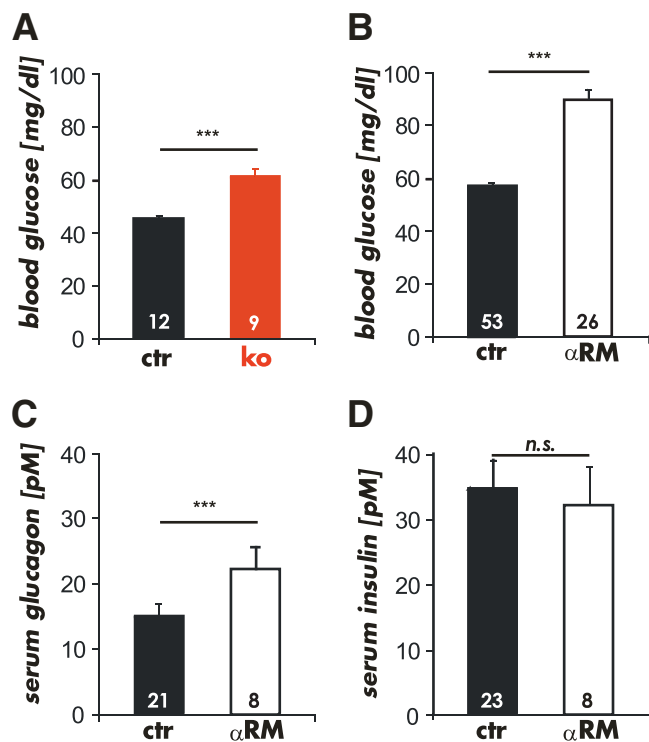 A
blood glucose [mg/dl]
100
80
60
40
20
0
***
12
9
ctr
ko
B
blood glucose [mg/dl]
100
80
60
40
20
0
***
53
26
ctr
αRM
C
serum glucagon [pM]
40
30
20
10
0
***
21
8
ctr
αRM
D
serum insulin [pM]
40
30
20
10
0
n.s.
23
8
ctr
αRM